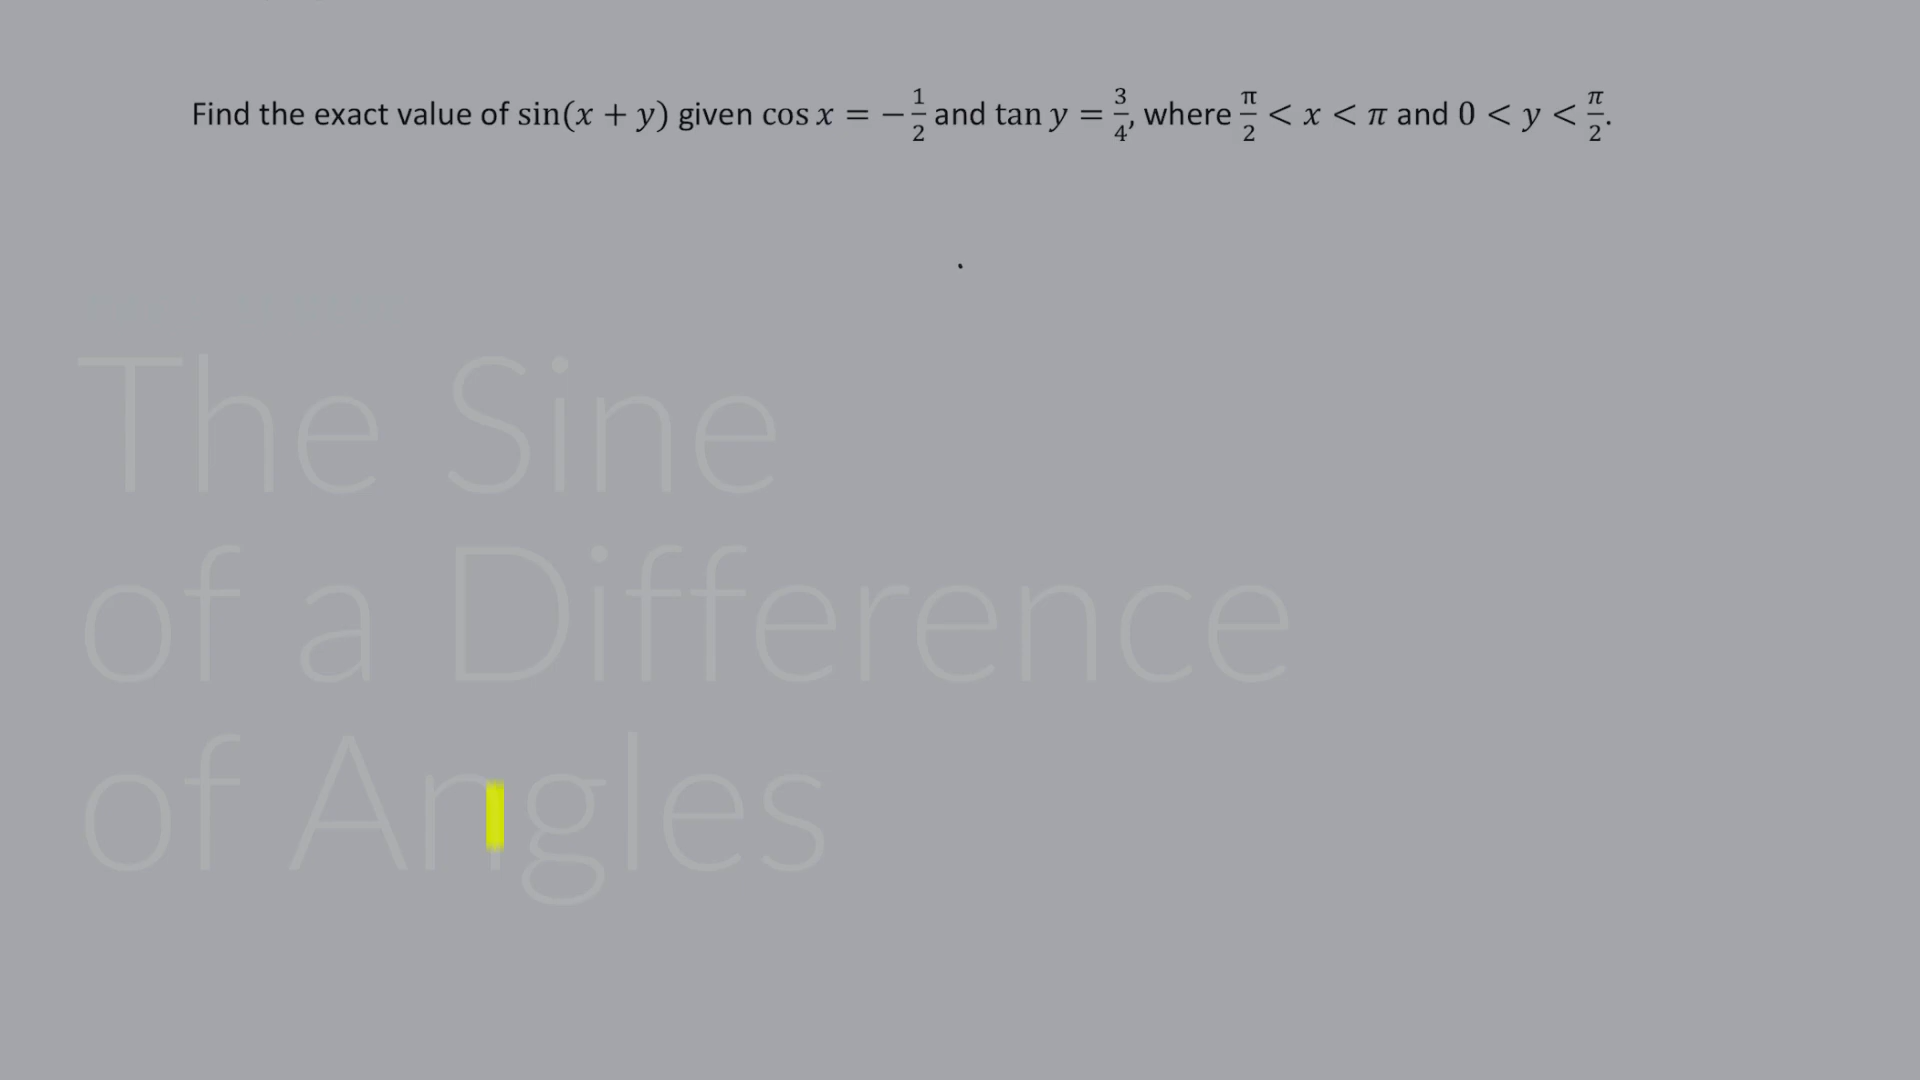 Find the exact value of sin(x + y) given cos x = −1/2 and tan y = 3/4, where π/2 < x < π and 0 < y < π/2.
The Sine
of a Difference
of Angles